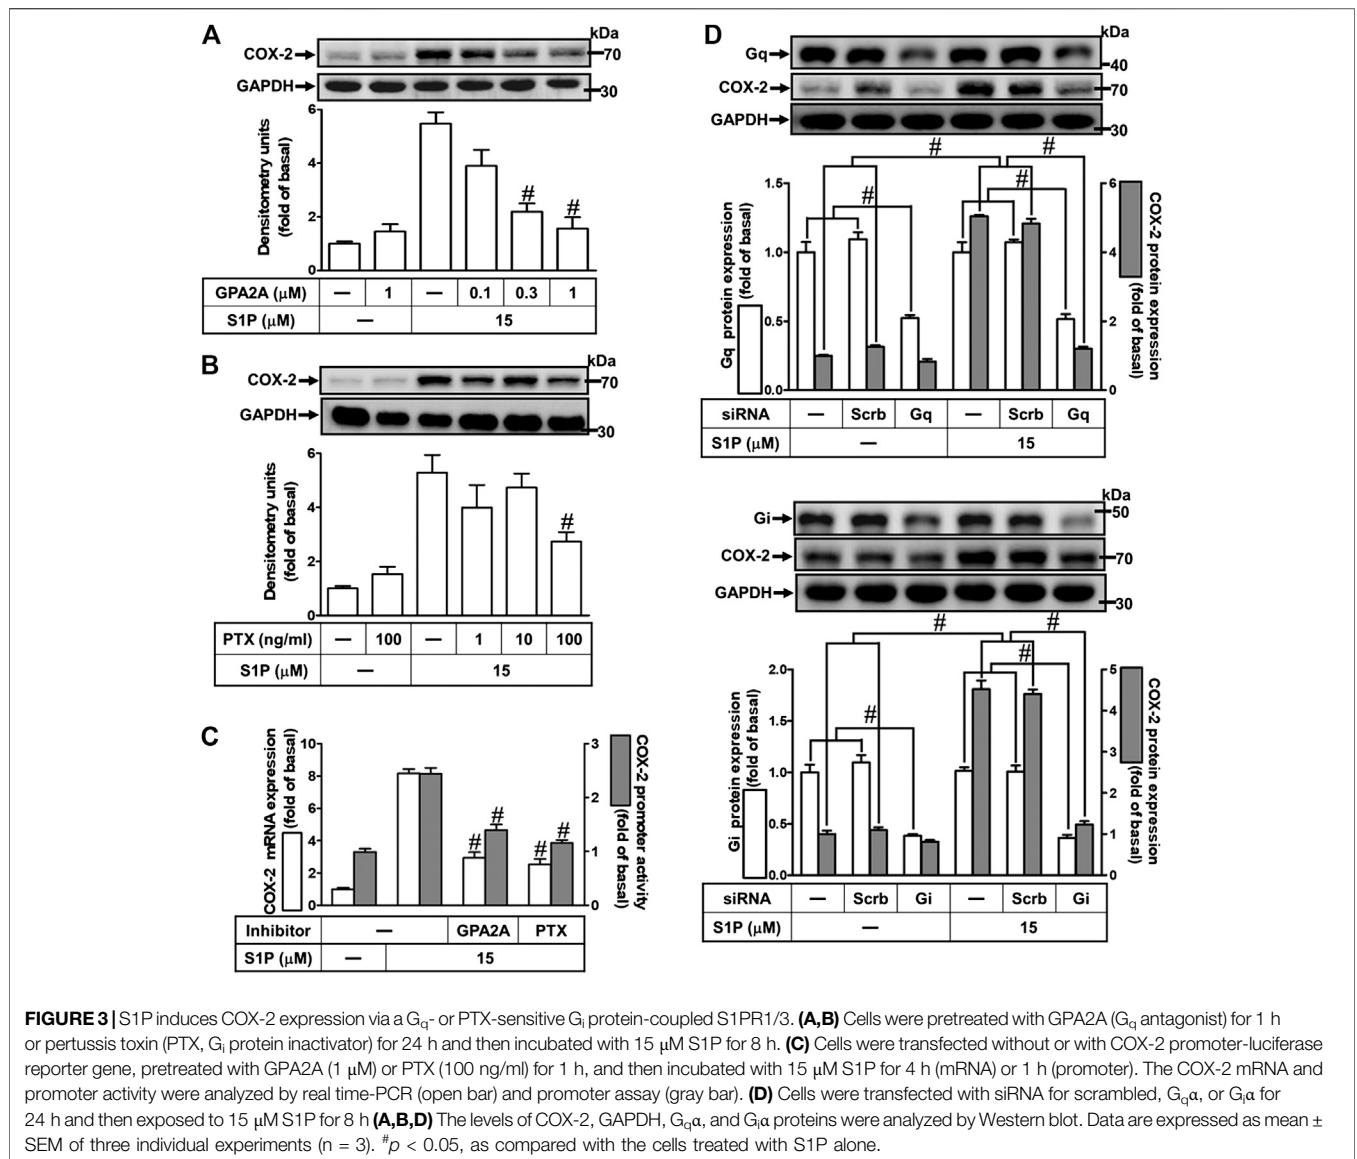 A
kDa
COX-2
70
GAPDH
30
Densitometry units
(fold of basal)
6
4
2
0
#
#
GPA2A (μM) — 1 — 0.1 0.3 1
S1P (μM) — 15
B
kDa
COX-2
70
GAPDH
30
Densitometry units
(fold of basal)
6
4
2
0
#
PTX (ng/ml) — 100 — 1 10 100
S1P (μM) — 15
C
COX-2 mRNA expression
(fold of basal)
10
8
6
4
2
0
# # # #
3
2
1
0
COX-2 promoter activity
(fold of basal)
Inhibitor — GPA2A PTX
S1P (μM) — 15
D
kDa
Gq
40
COX-2
70
GAPDH
30
# #
# #
Gq protein expression
(fold of basal)
1.5
1.0
0.5
0.0
6
4
2
0
COX-2 protein expression
(fold of basal)
siRNA — Scrb Gq — Scrb Gq
S1P (μM) — 15
kDa
Gi
50
COX-2
70
GAPDH
30
# #
#
#
Gi protein expression
(fold of basal)
2.0
1.5
1.0
0.5
0.0
5
4
3
2
1
0
COX-2 protein expression
(fold of basal)
siRNA — Scrb Gi — Scrb Gi
S1P (μM) — 15
FIGURE 3 | S1P induces COX-2 expression via a Gq- or PTX-sensitive Gi protein-coupled S1PR1/3. (A,B) Cells were pretreated with GPA2A (Gq antagonist) for 1 h
or pertussis toxin (PTX, Gi protein inactivator) for 24 h and then incubated with 15 μM S1P for 8 h. (C) Cells were transfected without or with COX-2 promoter-luciferase
reporter gene, pretreated with GPA2A (1 μM) or PTX (100 ng/ml) for 1 h, and then incubated with 15 μM S1P for 4 h (mRNA) or 1 h (promoter). The COX-2 mRNA and
promoter activity were analyzed by real time-PCR (open bar) and promoter assay (gray bar). (D) Cells were transfected with siRNA for scrambled, Gqα, or Giα for
24 h and then exposed to 15 μM S1P for 8 h (A,B,D) The levels of COX-2, GAPDH, Gqα, and Giα proteins were analyzed by Western blot. Data are expressed as mean ±
SEM of three individual experiments (n = 3). #p < 0.05, as compared with the cells treated with S1P alone.